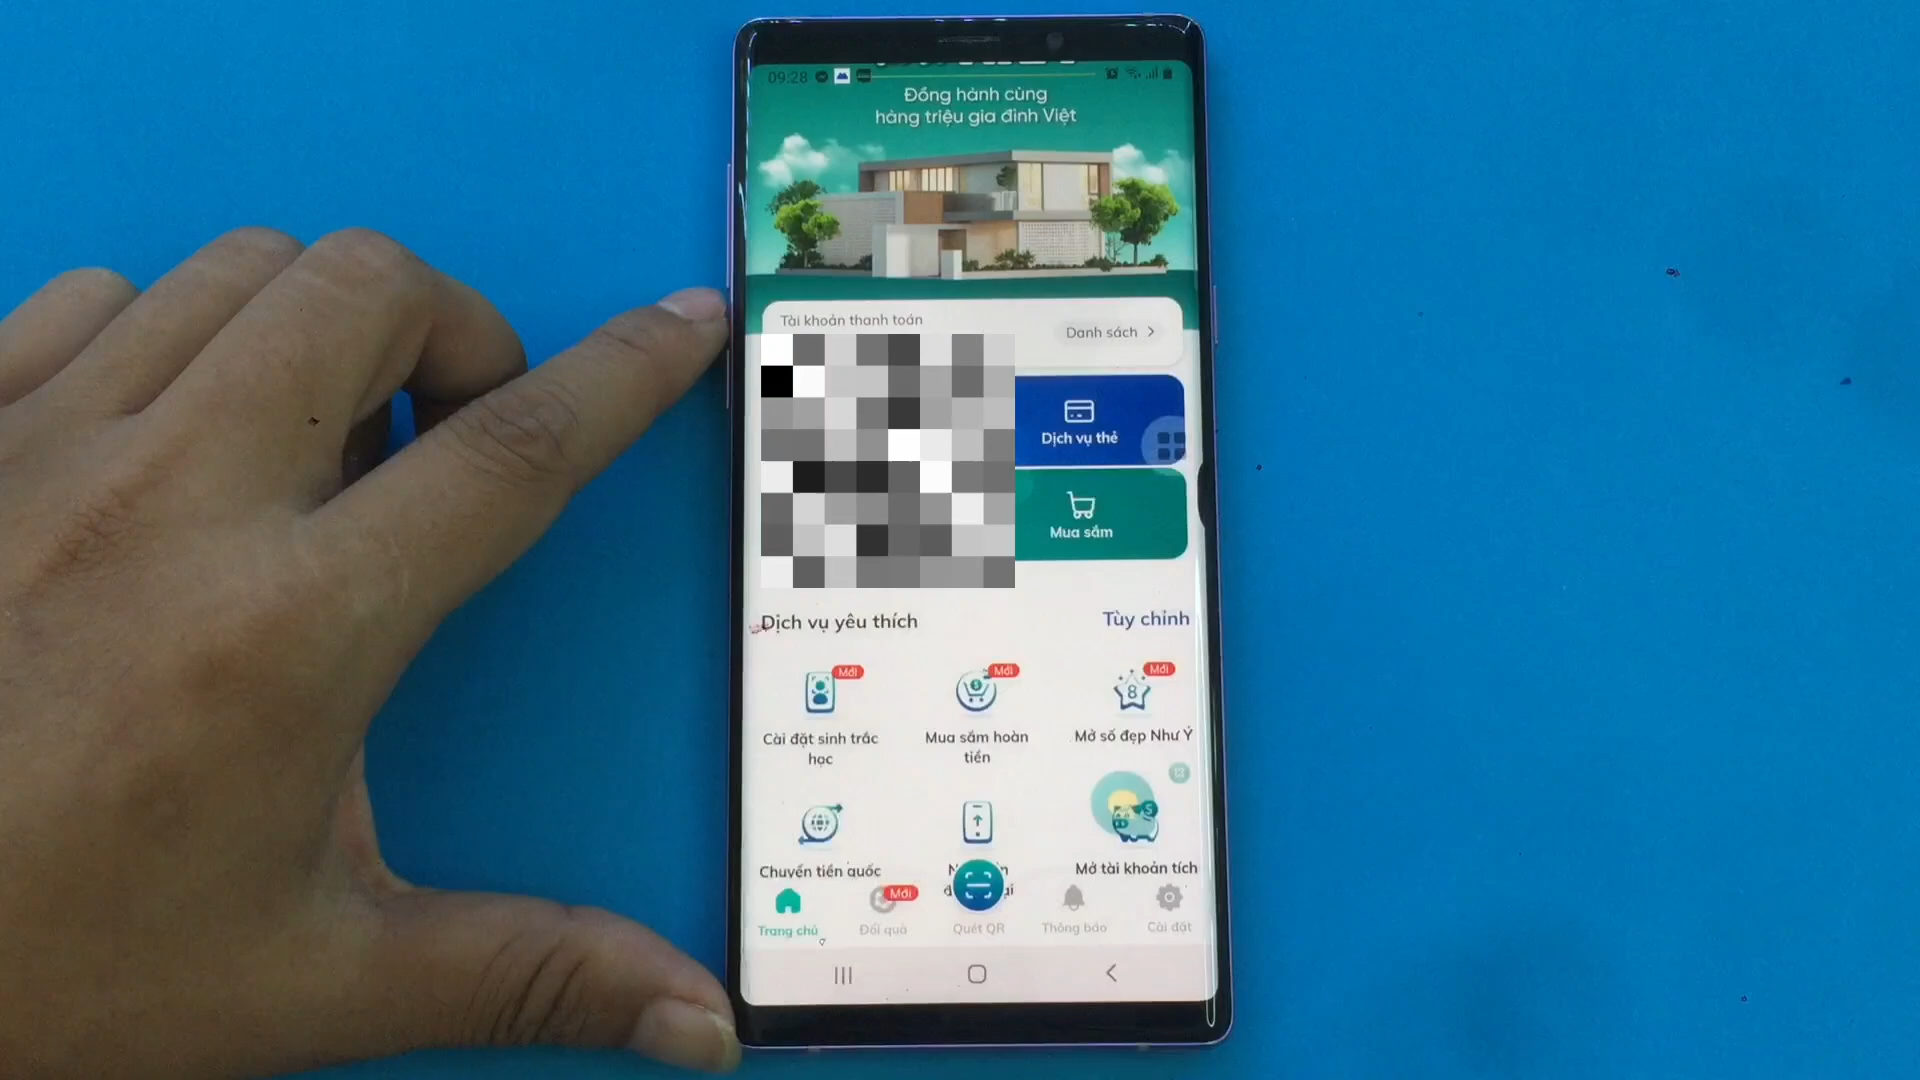 09:28
Đồng hành cùng
hàng triệu gia đình Việt
Tài khoản thanh toán
Danh sách
Dịch vụ thẻ
Mua sắm
Dịch vụ yêu thích
Tùy chỉnh
Mới
Mới
Mới
8
Cài đặt sinh trắc
học
Mua sắm hoàn
tiền
Mở số đẹp Như Ý
Chuyển tiền quốc
Mở tài khoản tích
Mới
Trang chủ
Đổi quà
Quét QR
Thông báo
Cài đặt